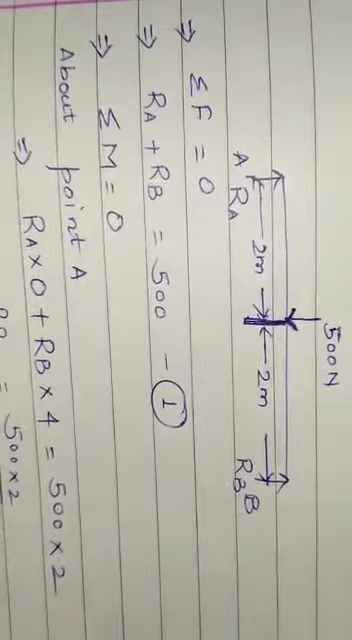 500N
A 2m 2m B
RA RB
⇒ ΣF = 0
⇒ RA + RB = 500 - ①
⇒ ΣM = 0
About point A
⇒ RA×0 + RB×4 = 500×2
= 500×2